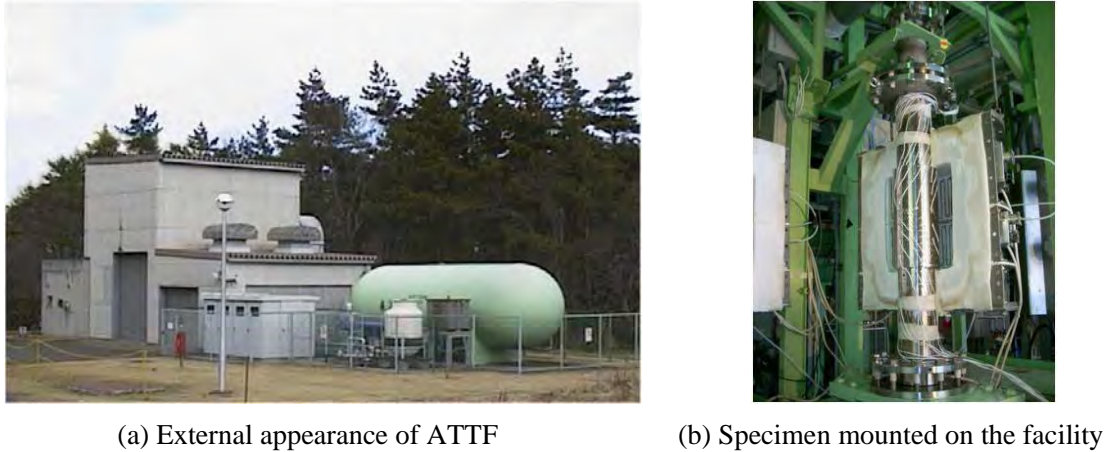 (a) External appearance of ATTF
(b) Specimen mounted on the facility